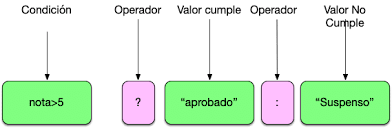 Condición
Operador
Valor cumple
Operador
Valor No
Cumple
nota>5
?
“aprobado”
:
“Suspenso”